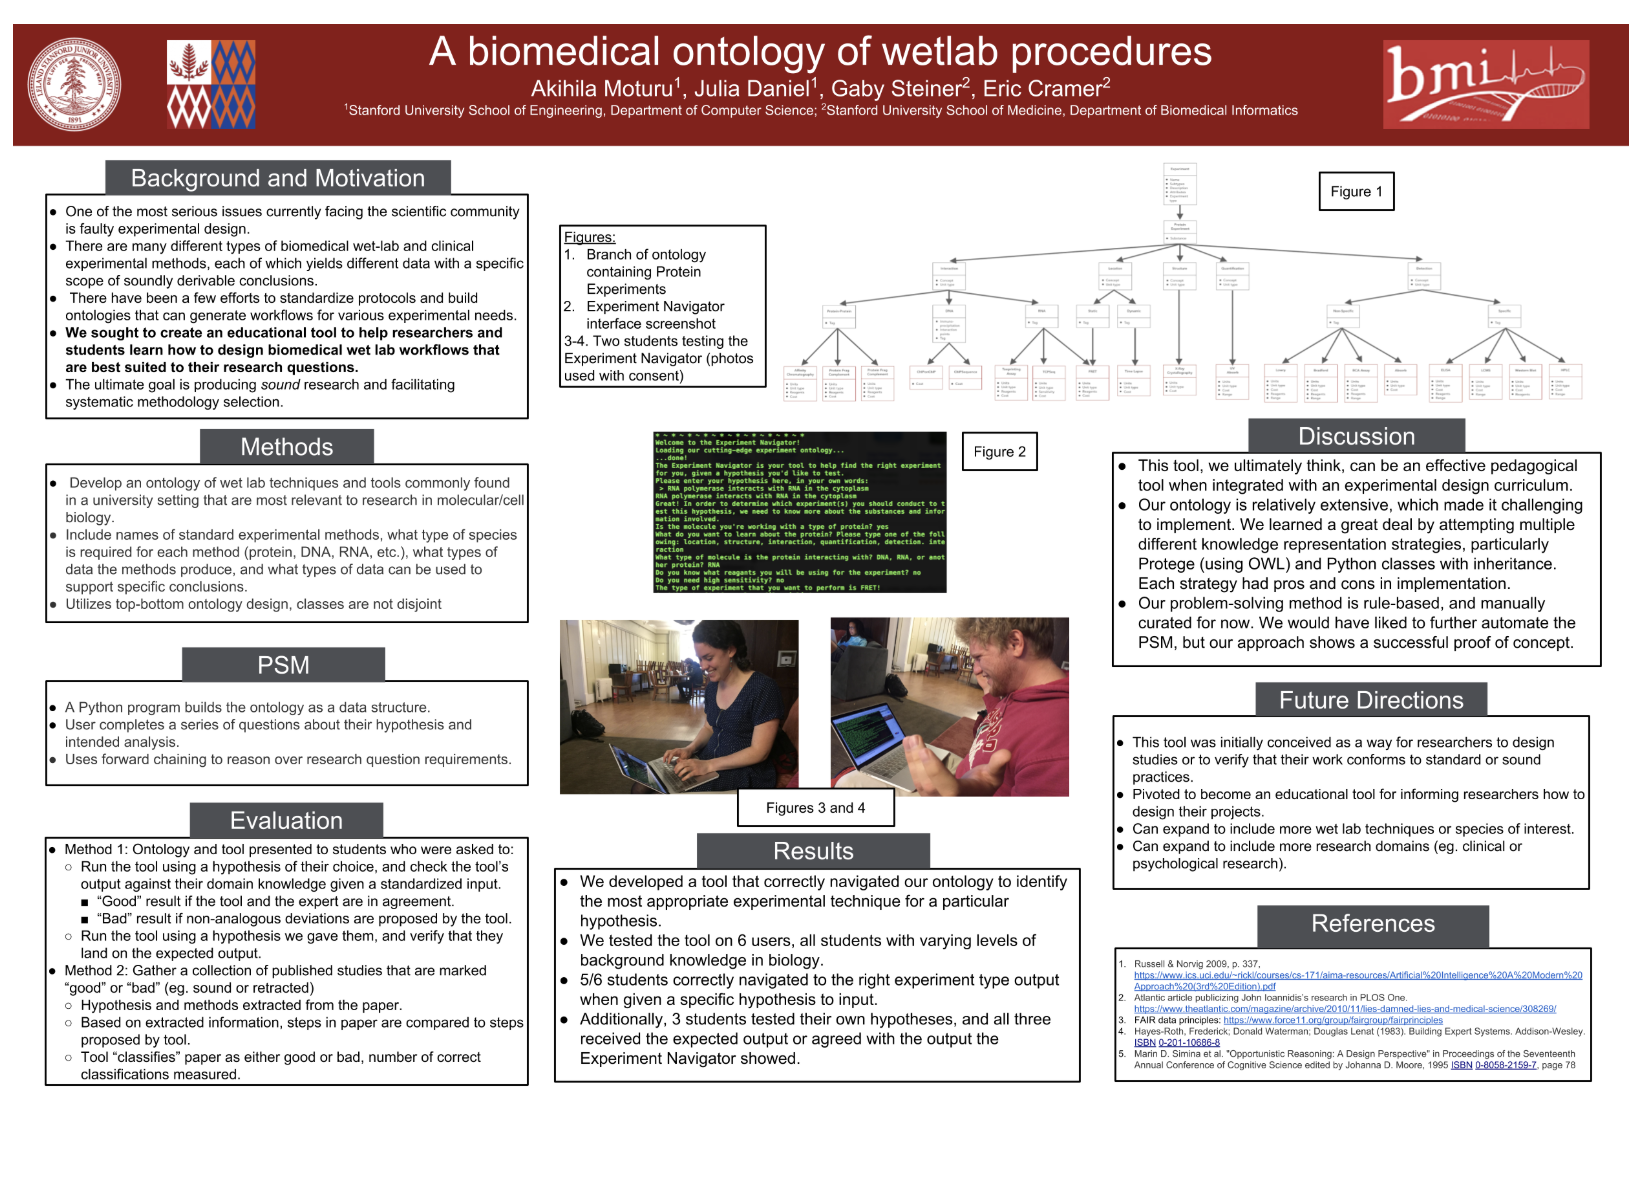 A biomedical ontology of wetlab procedures
Akihila Moturu1, Julia Daniel1, Gaby Steiner2, Eric Cramer2
1Stanford University School of Engineering, Department of Computer Science; 2Stanford University School of Medicine, Department of Biomedical Informatics
bmi
Background and Motivation
● One of the most serious issues currently facing the scientific community
is faulty experimental design.
● There are many different types of biomedical wet-lab and clinical
experimental methods, each of which yields different data with a specific
scope of soundly derivable conclusions.
● There have been a few efforts to standardize protocols and build
ontologies that can generate workflows for various experimental needs.
● We sought to create an educational tool to help researchers and
students learn how to design biomedical wet lab workflows that
are best suited to their research questions.
● The ultimate goal is producing sound research and facilitating
systematic methodology selection.
Methods
● Develop an ontology of wet lab techniques and tools commonly found
in a university setting that are most relevant to research in molecular/cell
biology.
● Include names of standard experimental methods, what type of species
is required for each method (protein, DNA, RNA, etc.), what types of
data the methods produce, and what types of data can be used to
support specific conclusions.
● Utilizes top-bottom ontology design, classes are not disjoint
PSM
● A Python program builds the ontology as a data structure.
● User completes a series of questions about their hypothesis and
intended analysis.
● Uses forward chaining to reason over research question requirements.
Evaluation
● Method 1: Ontology and tool presented to students who were asked to:
○ Run the tool using a hypothesis of their choice, and check the tool's
output against their domain knowledge given a standardized input.
■ “Good” result if the tool and the expert are in agreement.
■ “Bad” result if non-analogous deviations are proposed by the tool.
○ Run the tool using a hypothesis we gave them, and verify that they
land on the expected output.
● Method 2: Gather a collection of published studies that are marked
“good” or “bad” (eg. sound or retracted)
○ Hypothesis and methods extracted from the paper.
○ Based on extracted information, steps in paper are compared to steps
proposed by tool.
○ Tool “classifies” paper as either good or bad, number of correct
classifications measured.
Figures:
1. Branch of ontology
containing Protein
Experiments
2. Experiment Navigator
interface screenshot
3-4. Two students testing the
Experiment Navigator (photos
used with consent)
Figure 1
Figure 2
Welcome to the Experiment Navigator!
Loading our cutting-edge experiment ontology...
...done!
The Experiment Navigator is your tool to help find the right experiment
for you, given a hypothesis you'd like to test.
Please enter your hypothesis here, in your own words:
> RNA polymerase interacts with RNA in the cytoplasm
RNA polymerase interacts with RNA in the cytoplasm
Great! In order to determine which experiment(s) you should conduct to t
est this hypothesis, we need to know more about the substances and infor
mation involved.
Is the molecule you're working with a type of protein? yes
What do you want to learn about the protein? Please type one of the foll
owing: location, structure, interaction, quantification, detection. inte
raction
What type of molecule is the protein interacting with? DNA, RNA, or anot
her protein? RNA
Do you know what reagants you will be using for the experiment? no
Do you need high sensitivity? no
The type of experiment that you want to perform is FRET!
Figures 3 and 4
Results
● We developed a tool that correctly navigated our ontology to identify
the most appropriate experimental technique for a particular
hypothesis.
● We tested the tool on 6 users, all students with varying levels of
background knowledge in biology.
● 5/6 students correctly navigated to the right experiment type output
when given a specific hypothesis to input.
● Additionally, 3 students tested their own hypotheses, and all three
received the expected output or agreed with the output the
Experiment Navigator showed.
Discussion
● This tool, we ultimately think, can be an effective pedagogical
tool when integrated with an experimental design curriculum.
● Our ontology is relatively extensive, which made it challenging
to implement. We learned a great deal by attempting multiple
different knowledge representation strategies, particularly
Protege (using OWL) and Python classes with inheritance.
Each strategy had pros and cons in implementation.
● Our problem-solving method is rule-based, and manually
curated for now. We would have liked to further automate the
PSM, but our approach shows a successful proof of concept.
Future Directions
● This tool was initially conceived as a way for researchers to design
studies or to verify that their work conforms to standard or sound
practices.
● Pivoted to become an educational tool for informing researchers how to
design their projects.
● Can expand to include more wet lab techniques or species of interest.
● Can expand to include more research domains (eg. clinical or
psychological research).
References
1. Russell & Norvig 2009, p. 337,
https://www.ics.uci.edu/~rickl/courses/cs-171/aima-resources/Artificial%20Intelligence%20A%20Modern%20
Approach%20(3rd%20Edition).pdf
2. Atlantic article publicizing John Ioannidis's research in PLOS One.
https://www.theatlantic.com/magazine/archive/2010/11/lies-damned-lies-and-medical-science/308269/
3. FAIR data principles: https://www.force11.org/group/fairgroup/fairprinciples
4. Hayes-Roth, Frederick; Donald Waterman; Douglas Lenat (1983). Building Expert Systems. Addison-Wesley.
ISBN 0-201-10686-8
5. Marin D. Simina et al. "Opportunistic Reasoning: A Design Perspective" in Proceedings of the Seventeenth
Annual Conference of Cognitive Science edited by Johanna D. Moore, 1995 ISBN 0-8058-2159-7, page 78